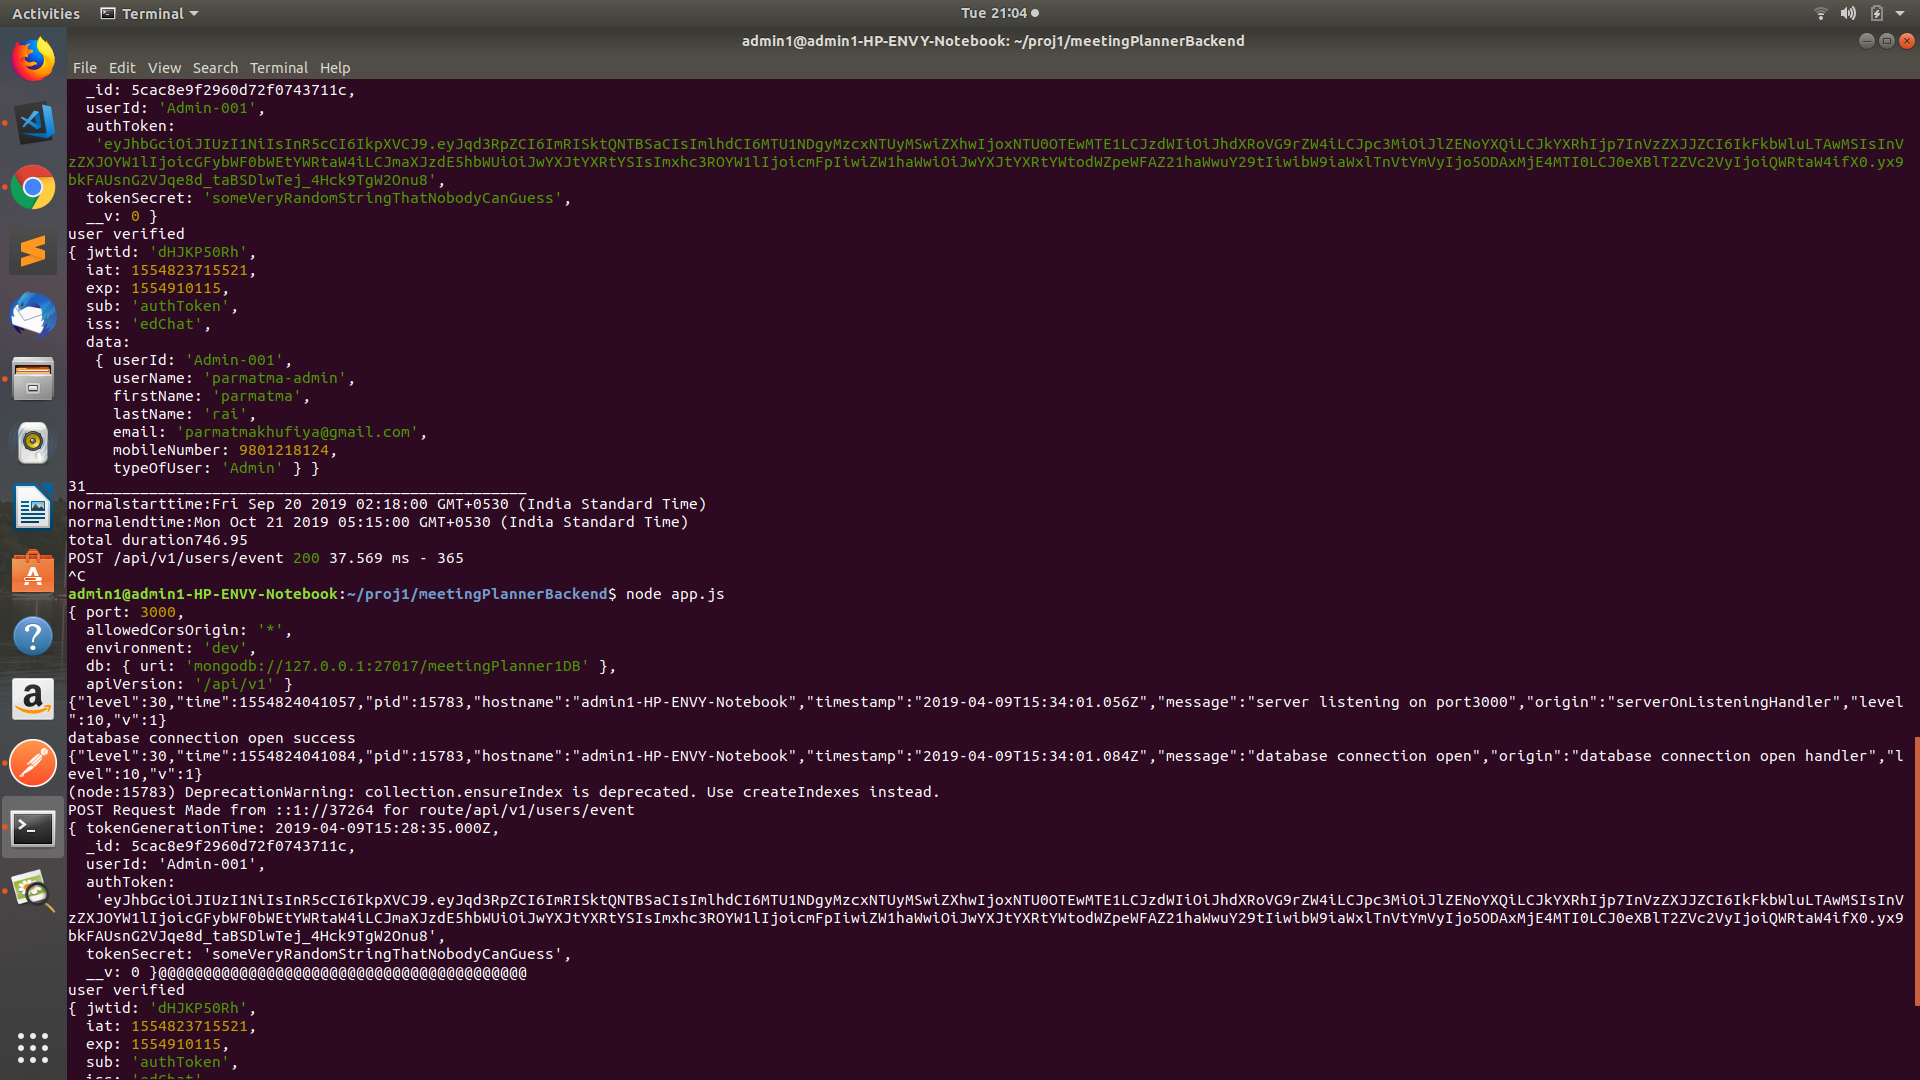 Activities Terminal Tue 21:04
admin1@admin1-HP-ENVY-Notebook: ~/proj1/meetingPlannerBackend
File Edit View Search Terminal Help
_id: 5cac8e9f2960d72f0743711c,
userId: 'Admin-001',
authToken:
'eyJhbGciOiJIUzI1NiIsInR5cCI6IkpXVCJ9.eyJqd3RpZCI6ImRISktQNTBSaCIsImlhdCI6MTU1NDgyMzcxNTUyMSwiZXhwIjoxNTU0OTEwMTE1LCJzdWIiOiJhdXRoVG9rZW4iLCJpc3MiOiJlZENoYXQiLCJkYXRhIjp7InVzZXJJZCI6IkFkbWluLTAwMSIsInV
zZXJOYW1lIjoicGFybWF0bWEtYWRtaW4iLCJmaXJzdE5hbWUiOiJwYXJtYXRtYSIsImxhc3ROYW1lIjoicmFpIiwiZW1haWwiOiJwYXJtYXRtYWtodWZpeWFAZ21haWwuY29tIiwibW9iaWxlTnVtYmVyIjo5ODAxMjE4MTI0LCJ0eXBlT2ZVc2VyIjoiQWRtaW4ifX0.yx9
bkFAUsnG2VJqe8d_taBSDlwTej_4Hck9TgW2Onu8',
tokenSecret: 'someVeryRandomStringThatNobodyCanGuess',
__v: 0 }
user verified
{ jwtid: 'dHJKP50Rh',
iat: 1554823715521,
exp: 1554910115,
sub: 'authToken',
iss: 'edChat',
data:
{ userId: 'Admin-001',
userName: 'parmatma-admin',
firstName: 'parmatma',
lastName: 'rai',
email: 'parmatmakhufiya@gmail.com',
mobileNumber: 9801218124,
typeOfUser: 'Admin' } }
31_________________________________________________
normalstarttime:Fri Sep 20 2019 02:18:00 GMT+0530 (India Standard Time)
normalendtime:Mon Oct 21 2019 05:15:00 GMT+0530 (India Standard Time)
total duration746.95
POST /api/v1/users/event 200 37.569 ms - 365
^C
admin1@admin1-HP-ENVY-Notebook:~/proj1/meetingPlannerBackend$ node app.js
{ port: 3000,
allowedCorsOrigin: '*',
environment: 'dev',
db: { uri: 'mongodb://127.0.0.1:27017/meetingPlanner1DB' },
apiVersion: '/api/v1' }
{"level":30,"time":1554824041057,"pid":15783,"hostname":"admin1-HP-ENVY-Notebook","timestamp":"2019-04-09T15:34:01.056Z","message":"server listening on port3000","origin":"serverOnListeningHandler","level
":10,"v":1}
database connection open success
{"level":30,"time":1554824041084,"pid":15783,"hostname":"admin1-HP-ENVY-Notebook","timestamp":"2019-04-09T15:34:01.084Z","message":"database connection open","origin":"database connection open handler","l
evel":10,"v":1}
(node:15783) DeprecationWarning: collection.ensureIndex is deprecated. Use createIndexes instead.
POST Request Made from ::1://37264 for route/api/v1/users/event
{ tokenGenerationTime: 2019-04-09T15:28:35.000Z,
_id: 5cac8e9f2960d72f0743711c,
userId: 'Admin-001',
authToken:
'eyJhbGciOiJIUzI1NiIsInR5cCI6IkpXVCJ9.eyJqd3RpZCI6ImRISktQNTBSaCIsImlhdCI6MTU1NDgyMzcxNTUyMSwiZXhwIjoxNTU0OTEwMTE1LCJzdWIiOiJhdXRoVG9rZW4iLCJpc3MiOiJlZENoYXQiLCJkYXRhIjp7InVzZXJJZCI6IkFkbWluLTAwMSIsInV
zZXJOYW1lIjoicGFybWF0bWEtYWRtaW4iLCJmaXJzdE5hbWUiOiJwYXJtYXRtYSIsImxhc3ROYW1lIjoicmFpIiwiZW1haWwiOiJwYXJtYXRtYWtodWZpeWFAZ21haWwuY29tIiwibW9iaWxlTnVtYmVyIjo5ODAxMjE4MTI0LCJ0eXBlT2ZVc2VyIjoiQWRtaW4ifX0.yx9
bkFAUsnG2VJqe8d_taBSDlwTej_4Hck9TgW2Onu8',
tokenSecret: 'someVeryRandomStringThatNobodyCanGuess',
__v: 0 }@@@@@@@@@@@@@@@@@@@@@@@@@@@@@@@@@@@@@@@@@
user verified
{ jwtid: 'dHJKP50Rh',
iat: 1554823715521,
exp: 1554910115,
sub: 'authToken',
iss: 'edChat',